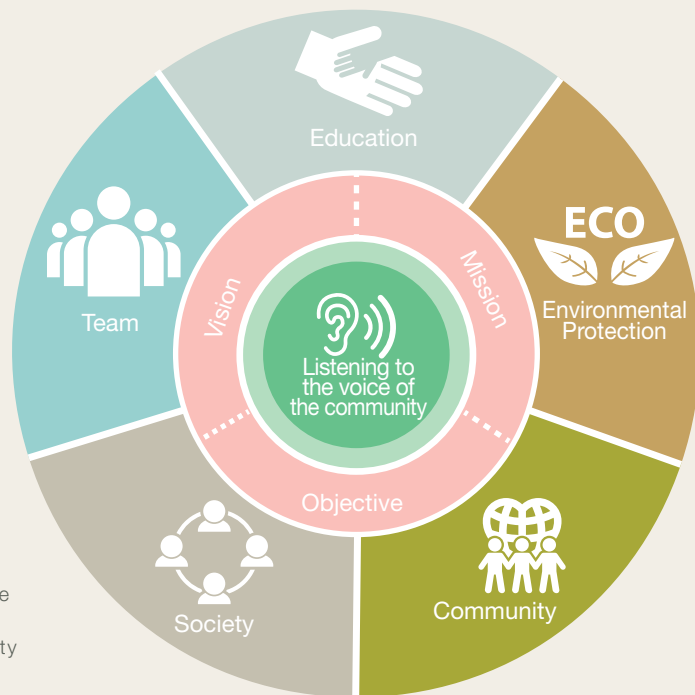 Education
ECO
Environmental
Protection
Team
Vision
Mission
Listening to
the voice of
the community
Objective
Society
Community